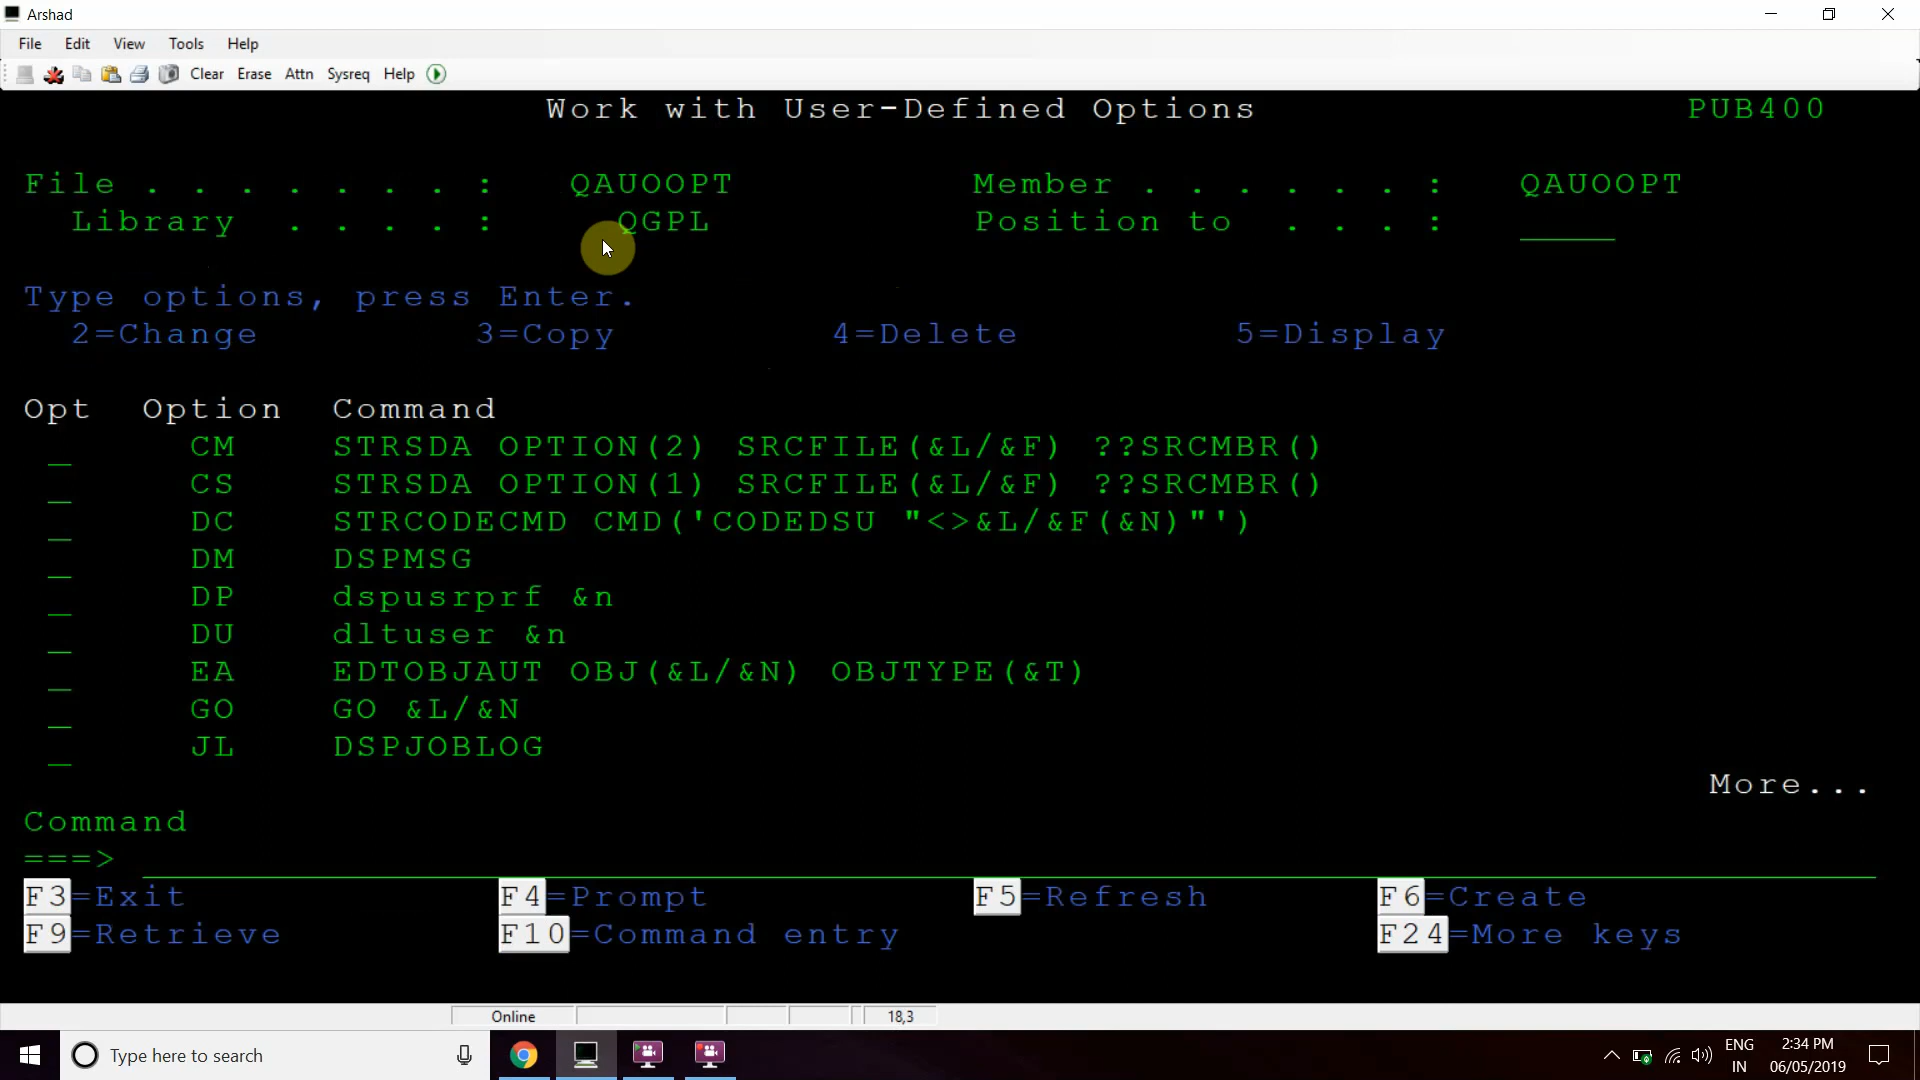 Arshad
File Edit View Tools Help
Clear Erase Attn Sysreq Help
Work with User-Defined Options PUB400
File . . . . . . . : QAUOOPT Member . . . . . . : QAUOOPT
Library . . . . : QGPL Position to . . . :
Type options, press Enter.
2=Change 3=Copy 4=Delete 5=Display
Opt Option Command
_ CM STRSDA OPTION(2) SRCFILE(&L/&F) ??SRCMBR()
_ CS STRSDA OPTION(1) SRCFILE(&L/&F) ??SRCMBR()
_ DC STRCODECMD CMD('CODEDSU "<>&L/&F(&N)"')
_ DM DSPMSG
_ DP dspusrprf &n
_ DU dltuser &n
_ EA EDTOBJAUT OBJ(&L/&N) OBJTYPE(&T)
_ GO GO &L/&N
_ JL DSPJOBLOG
More...
Command
===>
F3=Exit F4=Prompt F5=Refresh F6=Create
F9=Retrieve F10=Command entry F24=More keys
Online 18,3
Type here to search
ENG 2:34 PM
IN 06/05/2019